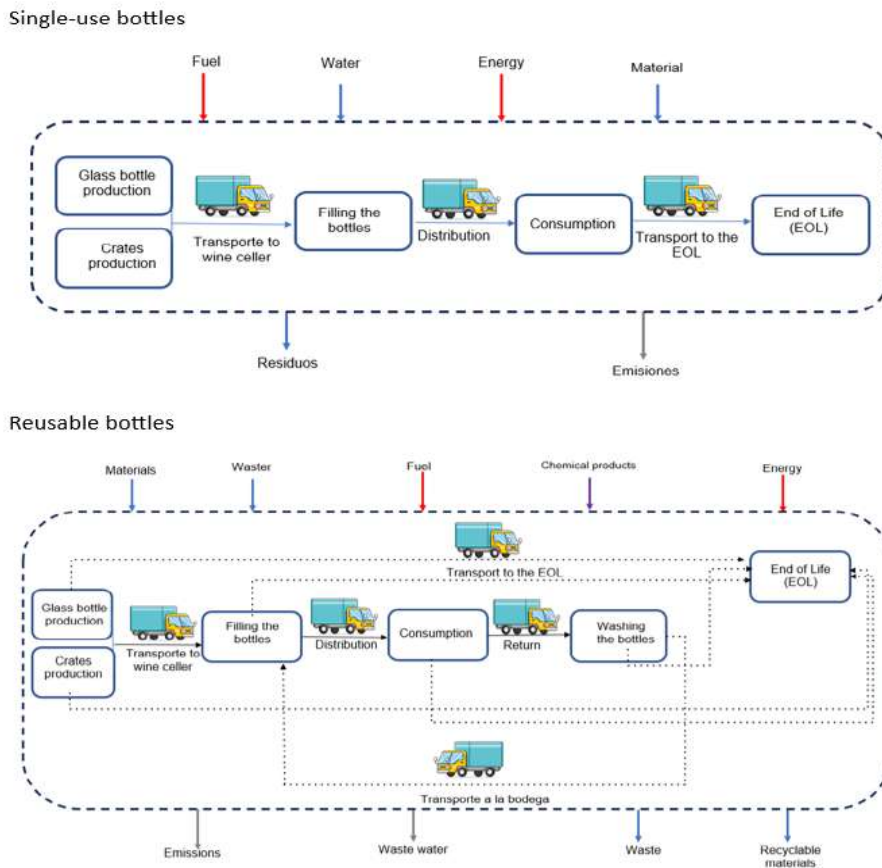 Single-use bottles
Fuel
Water
Energy
Material
Glass bottle
production
Crates
production
Transporte to
wine celler
Filling the
bottles
Distribution
Consumption
Transport to the
EOL
End of Life
(EOL)
Residuos
Emisiones
Reusable bottles
Materials
Waster
Fuel
Chemical products
Energy
Transport to the EOL
End of Life
(EOL)
Glass bottle
production
Crates
production
Transporte to
wine celler
Filling the
bottles
Distribution
Consumption
Return
Washing
the bottles
Transporte a la bodega
Emissions
Waste water
Waste
Recyclable
materials